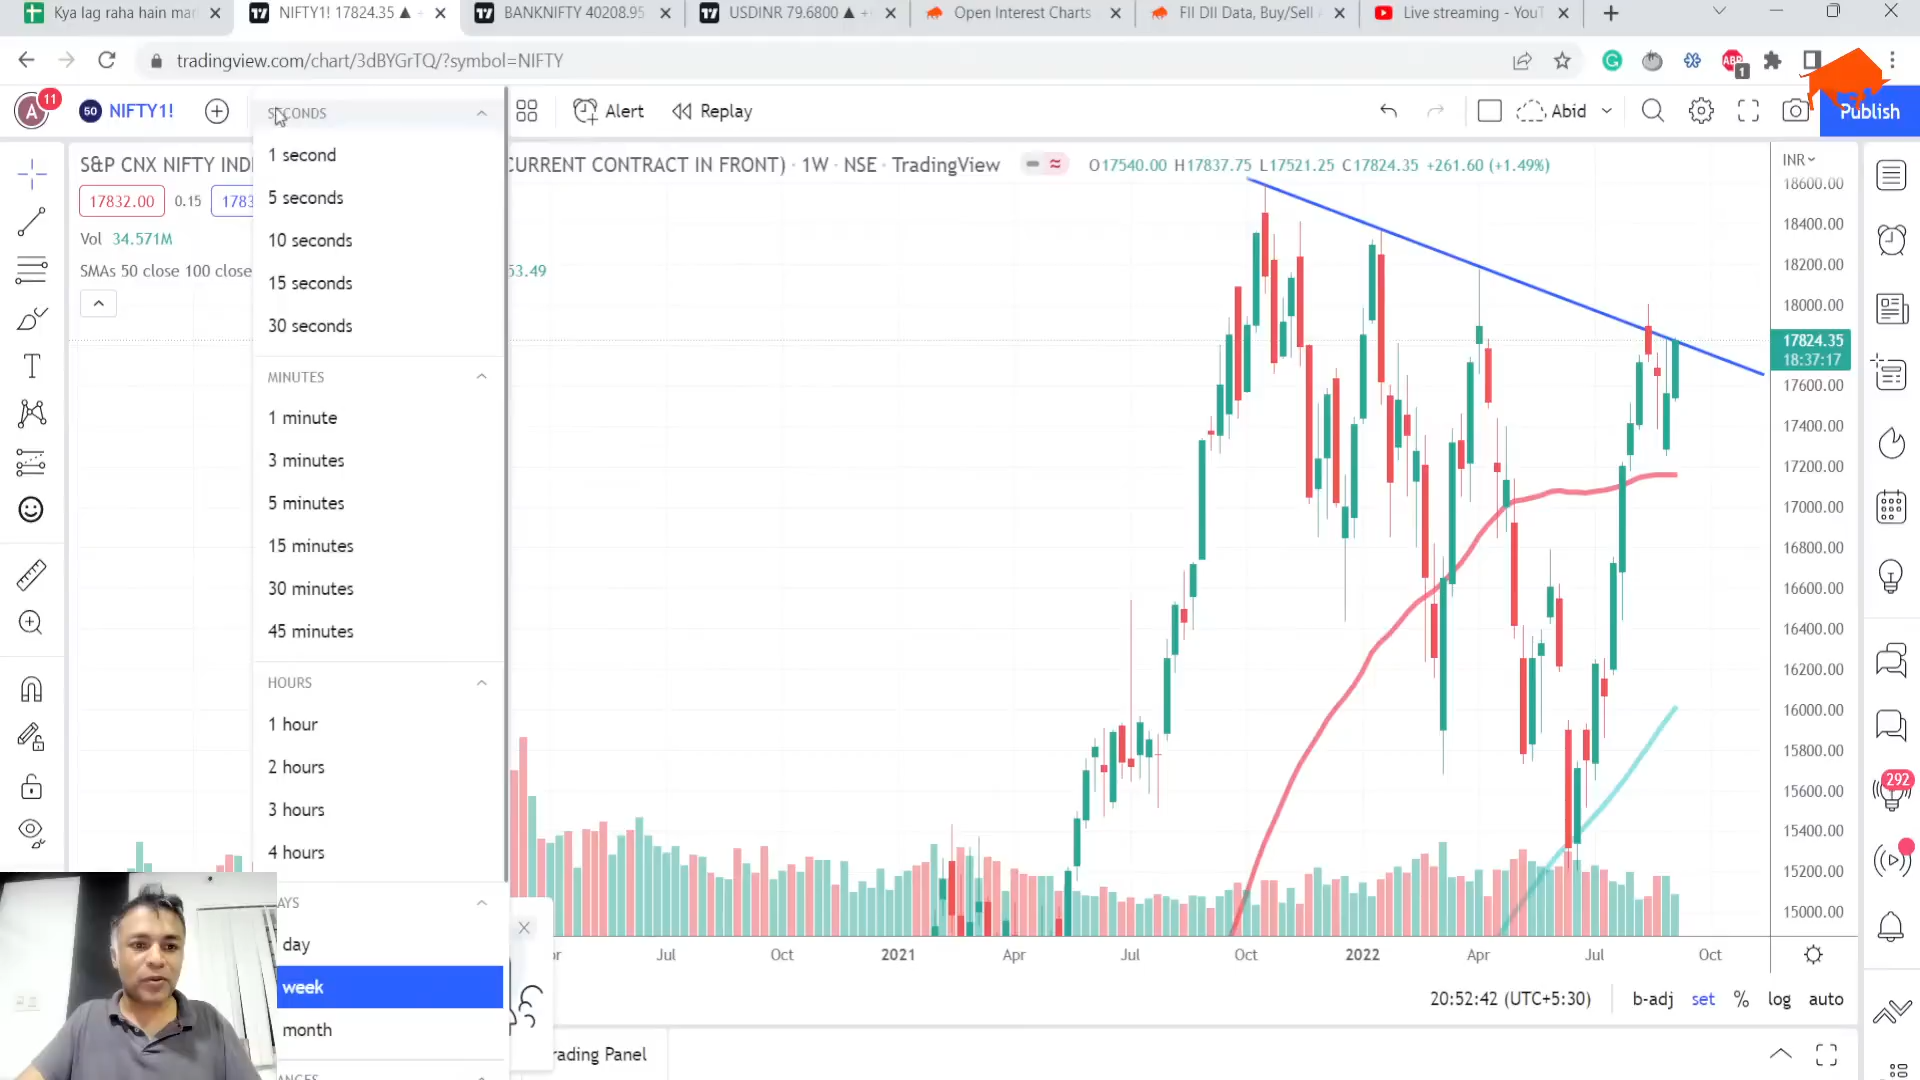 Kya lag raha hain mar
NIFTY1! 17824.35 ▲
BANKNIFTY 40208.95
USDINR 79.6800 ▲
Open Interest Charts
FII DII Data, Buy/Sell
Live streaming - YouT
tradingview.com/chart/3dBYGrTQ/?symbol=NIFTY
ABP
1
A
11
50
NIFTY1!
Alert
Replay
Abid
Publish
SECONDS
1 second
5 seconds
10 seconds
15 seconds
30 seconds
MINUTES
1 minute
3 minutes
5 minutes
15 minutes
30 minutes
45 minutes
HOURS
1 hour
2 hours
3 hours
4 hours
AYS
day
week
month
S&P CNX NIFTY INDE
CURRENT CONTRACT IN FRONT) · 1W · NSE · TradingView
O17540.00 H17837.75 L17521.25 C17824.35 +261.60 (+1.49%)
17832.00 0.15 1783
Vol 34.571M
SMAs 50 close 100 close
53.49
INR
18600.00
18400.00
18200.00
18000.00
17824.35
18:37:17
17600.00
17400.00
17200.00
17000.00
16800.00
16600.00
16400.00
16200.00
16000.00
15800.00
15600.00
15400.00
15200.00
15000.00
292
Jul Oct 2021 Apr Jul Oct 2022 Apr Jul Oct
20:52:42 (UTC+5:30) b-adj set % log auto
rading Panel